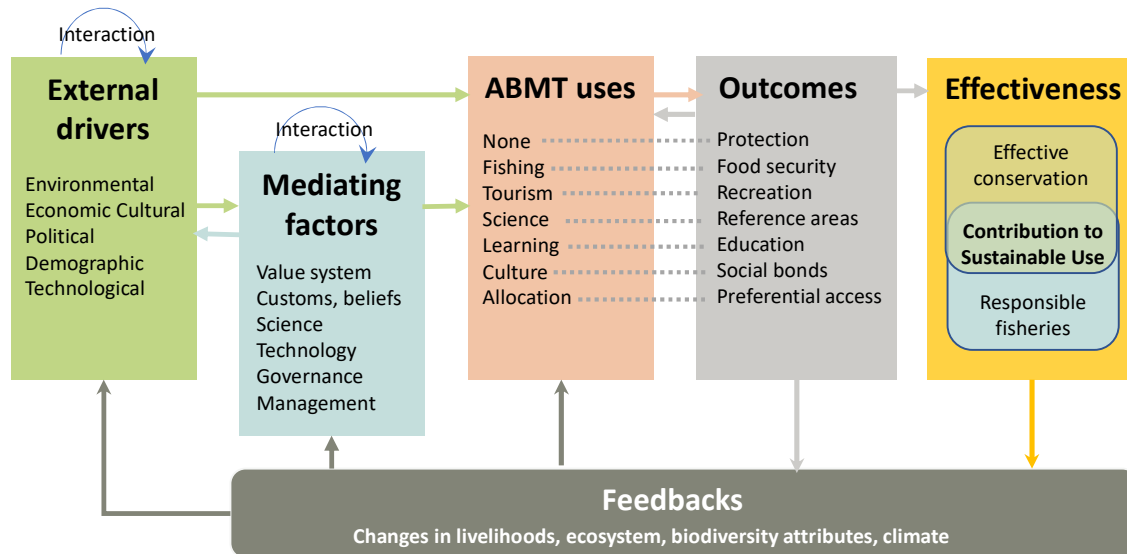 Interaction
External
drivers
Environmental
Economic Cultural
Political
Demographic
Technological
Interaction
Mediating
factors
Value system
Customs, beliefs
Science
Technology
Governance
Management
ABMT uses
None
Fishing
Tourism
Science
Learning
Culture
Allocation
Outcomes
Protection
Food security
Recreation
Reference areas
Education
Social bonds
Preferential access
Effectiveness
Effective
conservation
Contribution to
Sustainable Use
Responsible
fisheries
Feedbacks
Changes in livelihoods, ecosystem, biodiversity attributes, climate